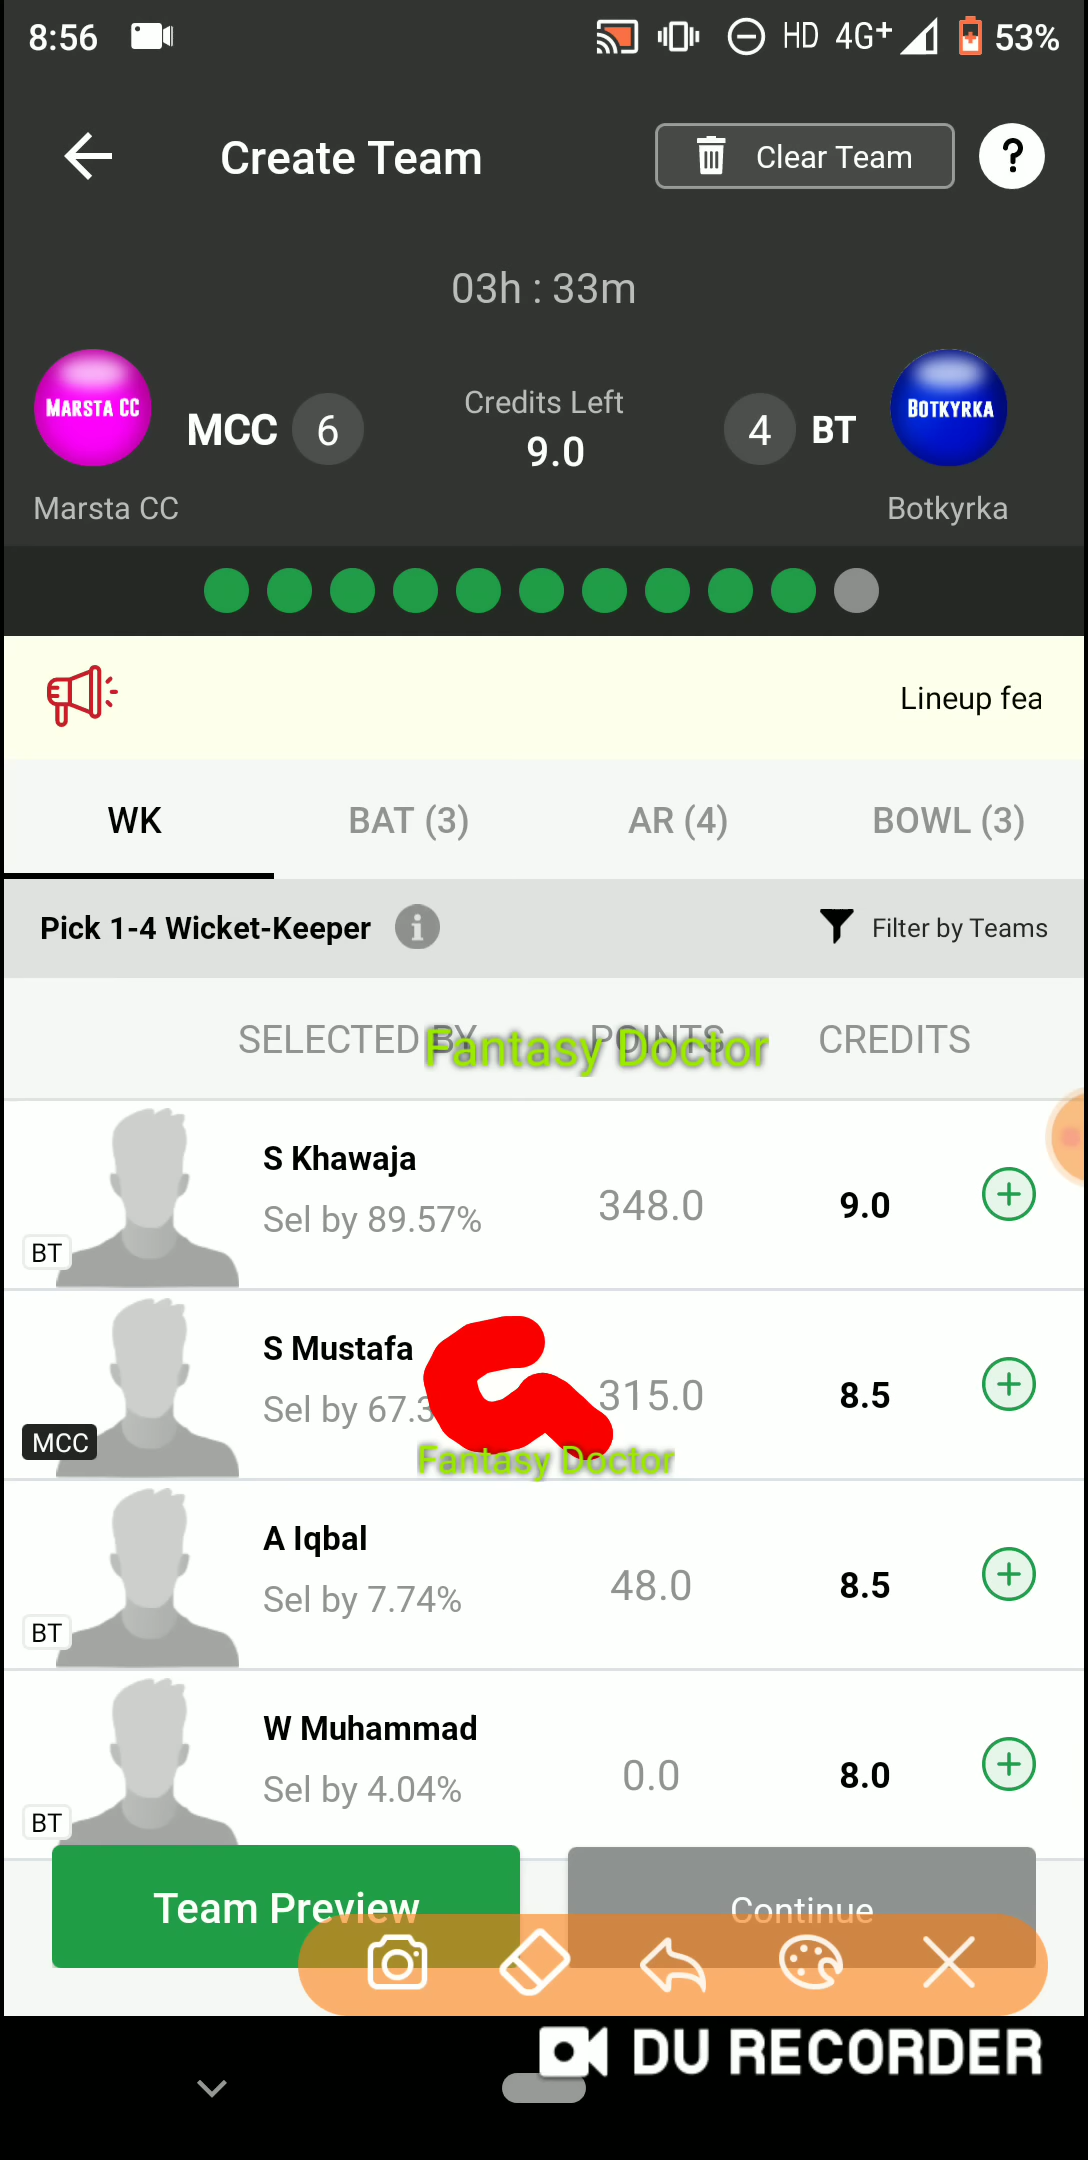 8:56 HD 4G+ 53%
Create Team Clear Team ?
03h : 33m
MARSTA CC MCC 6 Credits Left 9.0 4 BT BOTKYRKA
Marsta CC Botkyrka
Lineup fea
WK BAT (3) AR (4) BOWL (3)
Pick 1-4 Wicket-Keeper i Filter by Teams
SELECTED BY POINTS CREDITS
Fantasy Doctor
S Khawaja
Sel by 89.57% 348.0 9.0
BT
S Mustafa
Sel by 67.3 315.0 8.5
MCC
Fantasy Doctor
A Iqbal
Sel by 7.74% 48.0 8.5
BT
W Muhammad
Sel by 4.04% 0.0 8.0
BT
Team Preview Continue
DU RECORDER